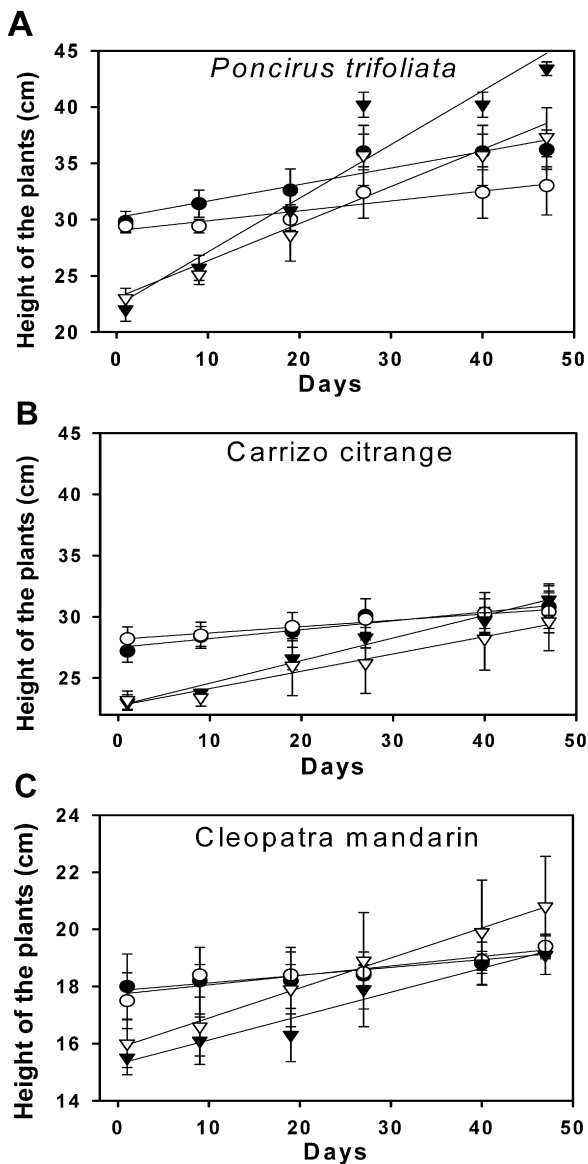 A
Poncirus trifoliata
Height of the plants (cm)
45
40
35
30
25
20
0 10 20 30 40 50
Days
B
Carrizo citrange
Height of the plants (cm)
45
40
35
30
25
0 10 20 30 40 50
Days
C
Cleopatra mandarin
Height of the plants (cm)
24
22
20
18
16
14
0 10 20 30 40 50
Days